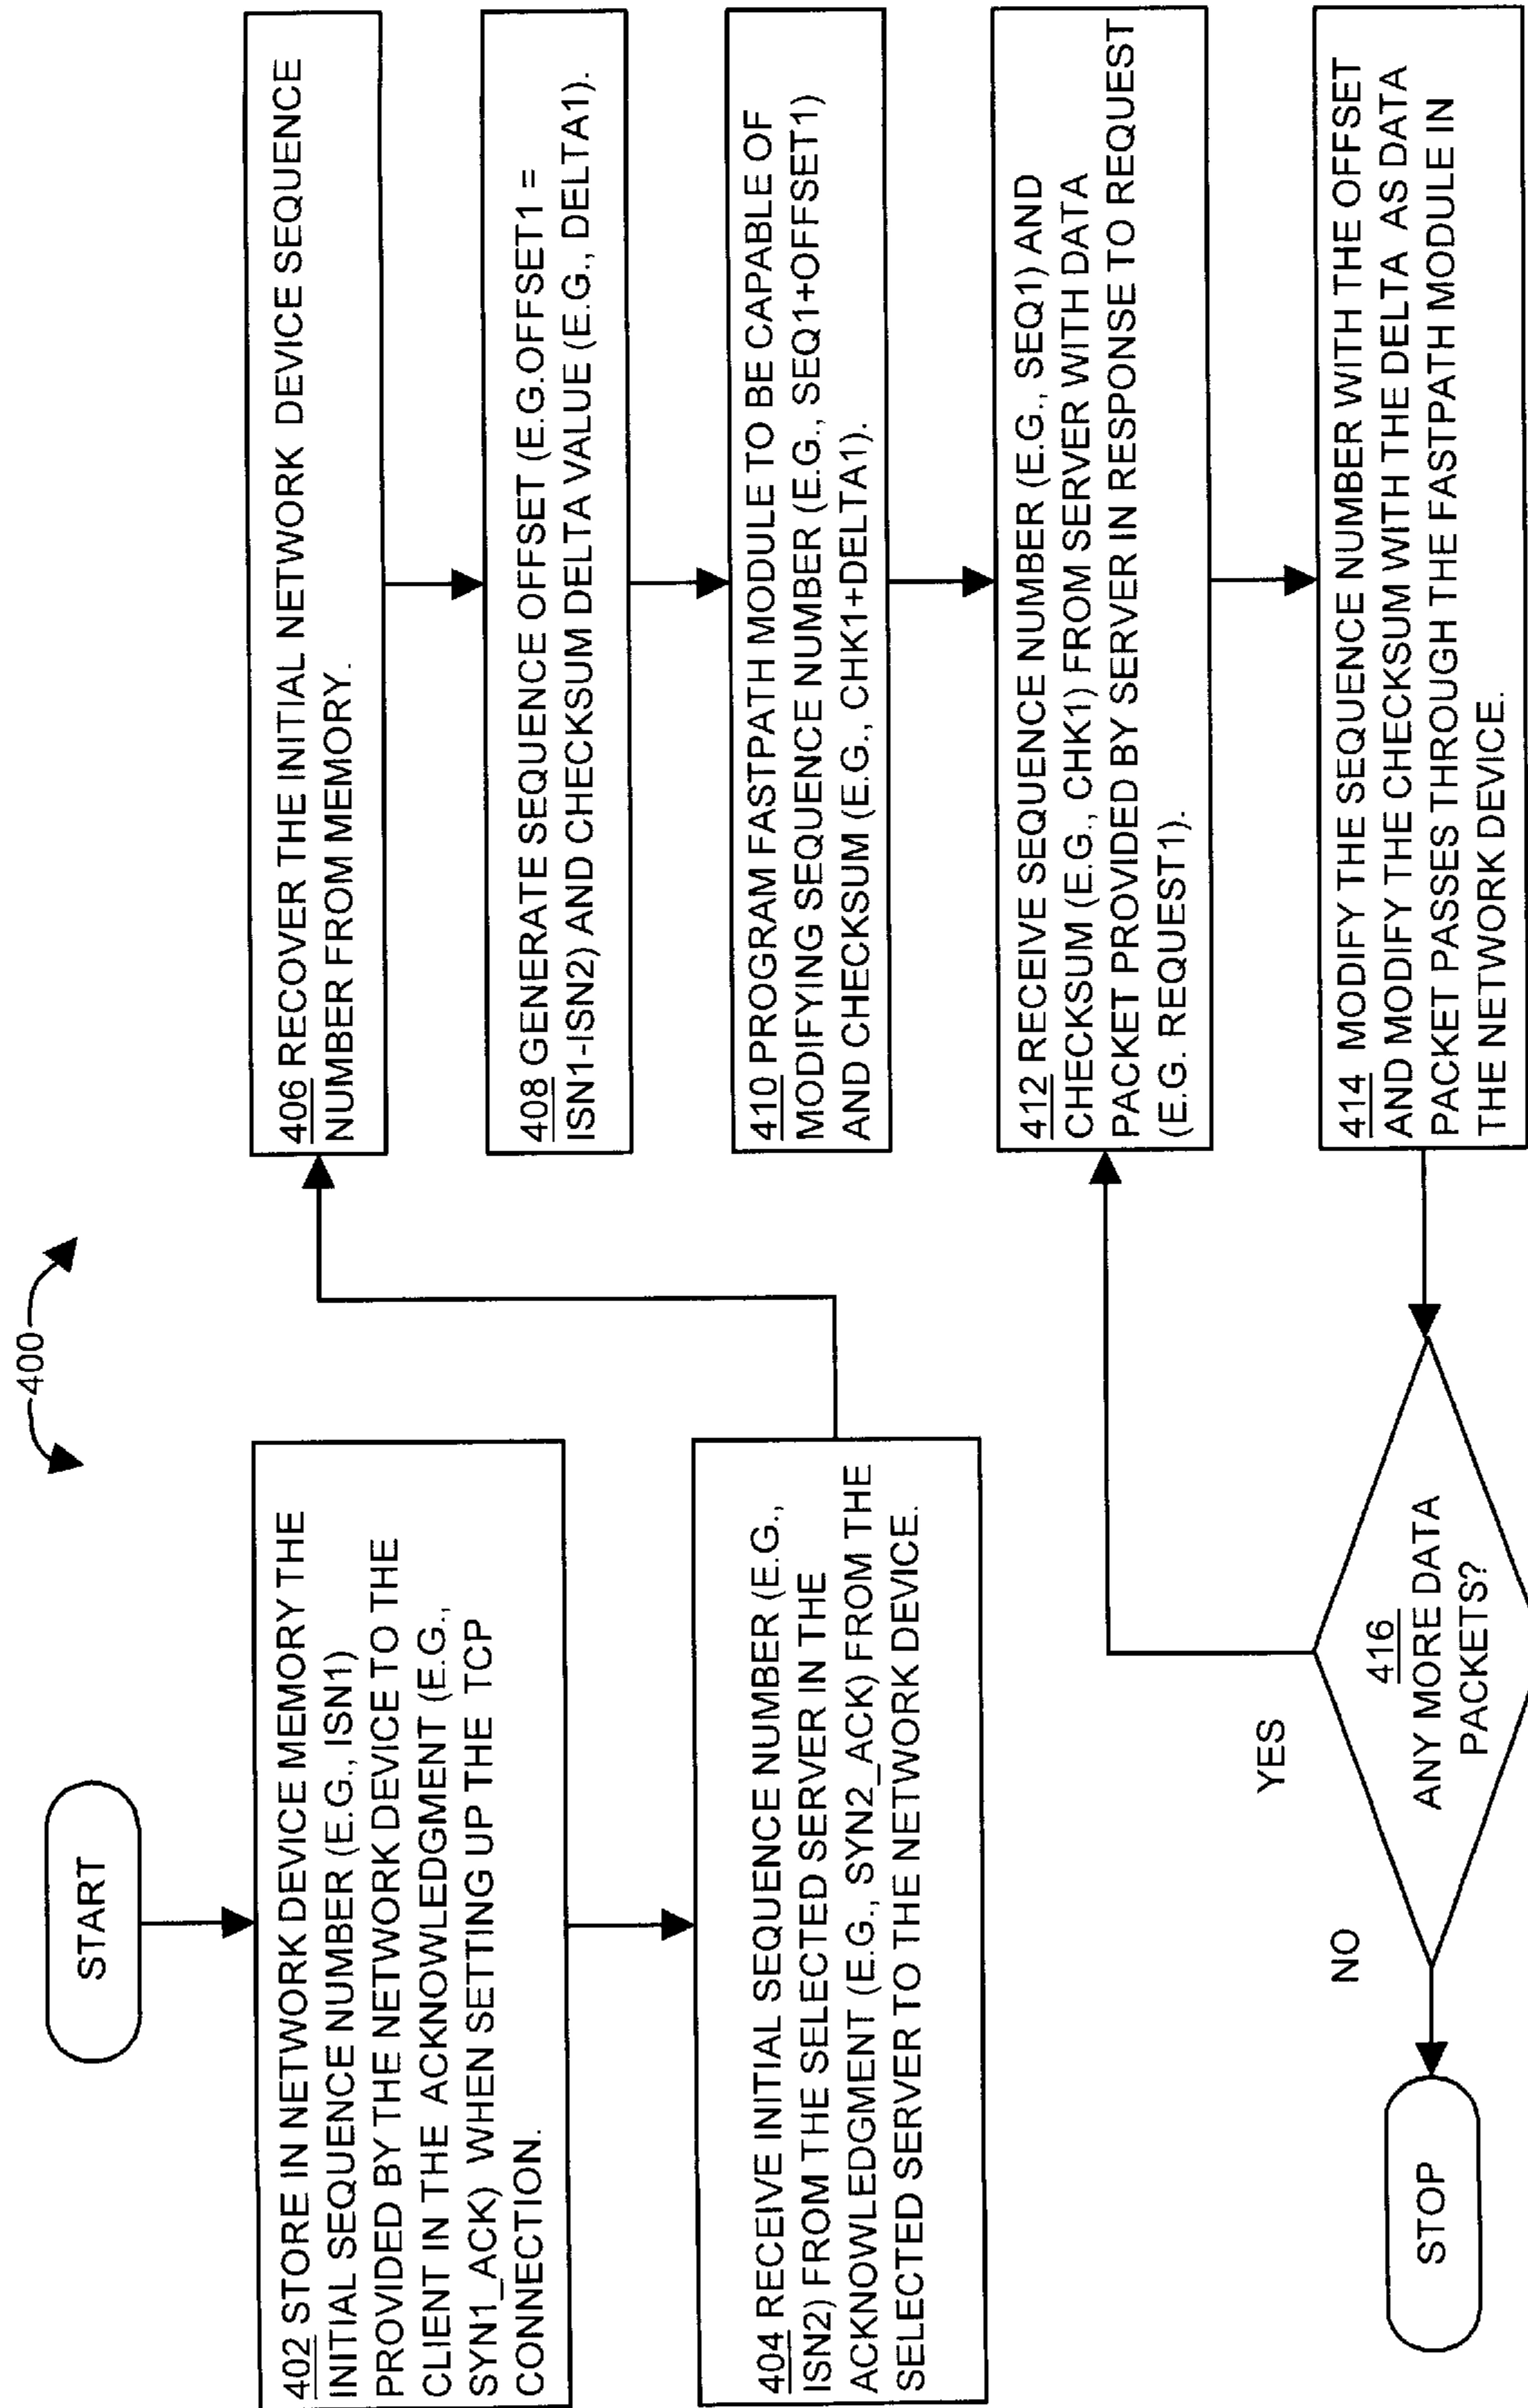 400
START
402 STORE IN NETWORK DEVICE MEMORY THE
INITIAL SEQUENCE NUMBER (E.G., ISN1)
PROVIDED BY THE NETWORK DEVICE TO THE
CLIENT IN THE ACKNOWLEDGMENT (E.G.,
SYN1_ACK) WHEN SETTING UP THE TCP
CONNECTION.
404 RECEIVE INITIAL SEQUENCE NUMBER (E.G.,
ISN2) FROM THE SELECTED SERVER IN THE
ACKNOWLEDGMENT (E.G., SYN2_ACK) FROM THE
SELECTED SERVER TO THE NETWORK DEVICE.
406 RECOVER THE INITIAL NETWORK DEVICE SEQUENCE
NUMBER FROM MEMORY.
408 GENERATE SEQUENCE OFFSET (E.G.OFFSET1 =
ISN1-ISN2) AND CHECKSUM DELTA VALUE (E.G., DELTA1).
410 PROGRAM FASTPATH MODULE TO BE CAPABLE OF
MODIFYING SEQUENCE NUMBER (E.G., SEQ1+OFFSET1)
AND CHECKSUM (E.G., CHK1+DELTA1).
412 RECEIVE SEQUENCE NUMBER (E.G., SEQ1) AND
CHECKSUM (E.G., CHK1) FROM SERVER WITH DATA
PACKET PROVIDED BY SERVER IN RESPONSE TO REQUEST
(E.G. REQUEST1).
414 MODIFY THE SEQUENCE NUMBER WITH THE OFFSET
AND MODIFY THE CHECKSUM WITH THE DELTA AS DATA
PACKET PASSES THROUGH THE FASTPATH MODULE IN
THE NETWORK DEVICE.
416
ANY MORE DATA
PACKETS?
YES
NO
STOP